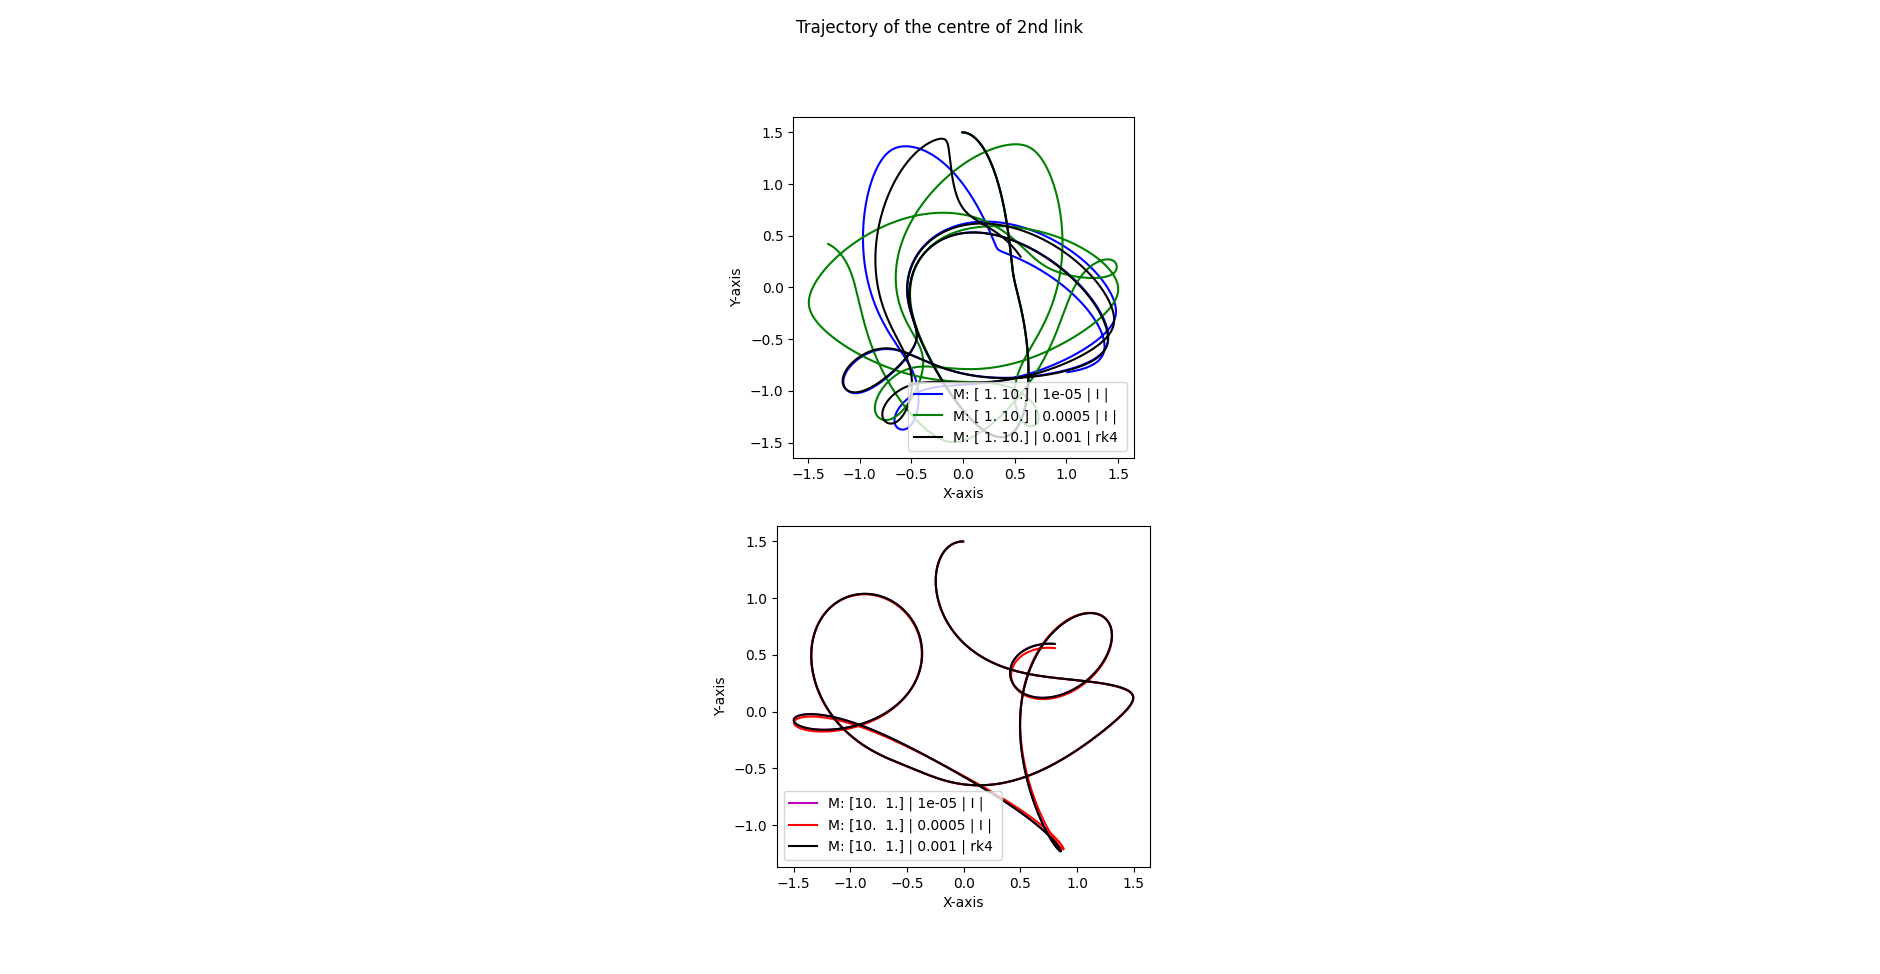 Trajectory of the centre of 2nd link
1.5
1.0
0.5
0.0
−0.5
−1.0
−1.5
Y-axis
M: [ 1. 10.] | 1e-05 | I |
M: [ 1. 10.] | 0.0005 | I |
M: [ 1. 10.] | 0.001 | rk4
−1.5 −1.0 −0.5 0.0 0.5 1.0 1.5
X-axis
1.5
1.0
0.5
0.0
−0.5
−1.0
Y-axis
M: [10.  1.] | 1e-05 | I |
M: [10.  1.] | 0.0005 | I |
M: [10.  1.] | 0.001 | rk4
−1.5 −1.0 −0.5 0.0 0.5 1.0 1.5
X-axis